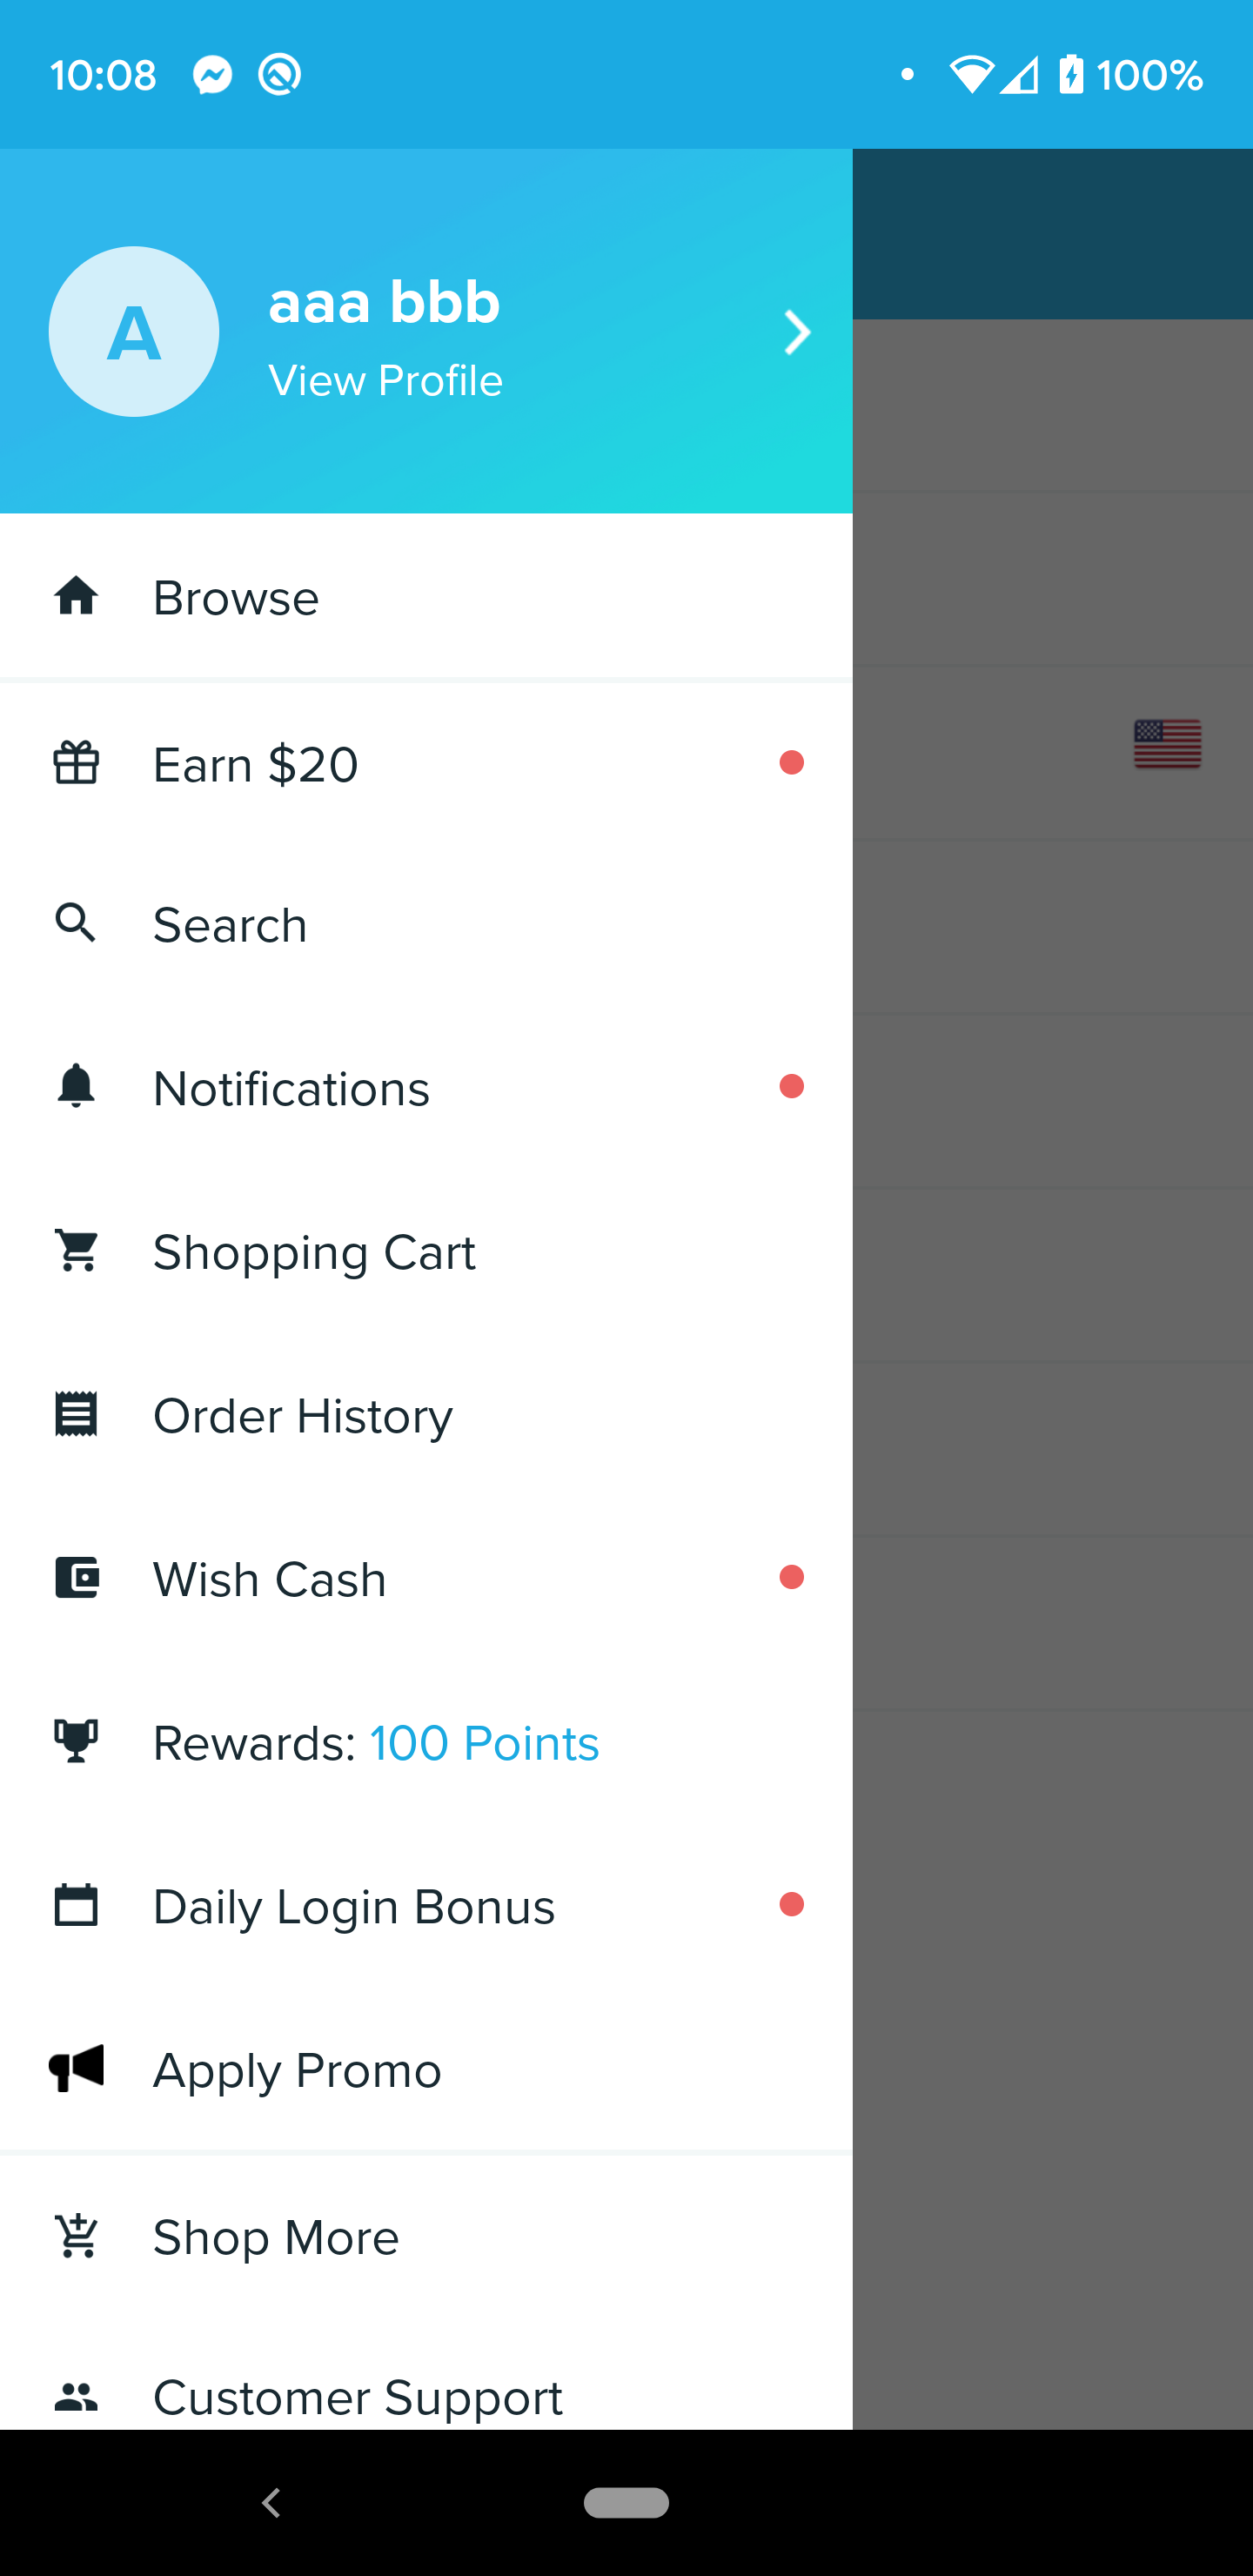 10:08
100%
A
aaa bbb
View Profile
Browse
Earn $20
Search
Notifications
Shopping Cart
Order History
Wish Cash
Rewards: 100 Points
Daily Login Bonus
Apply Promo
Shop More
Customer Support